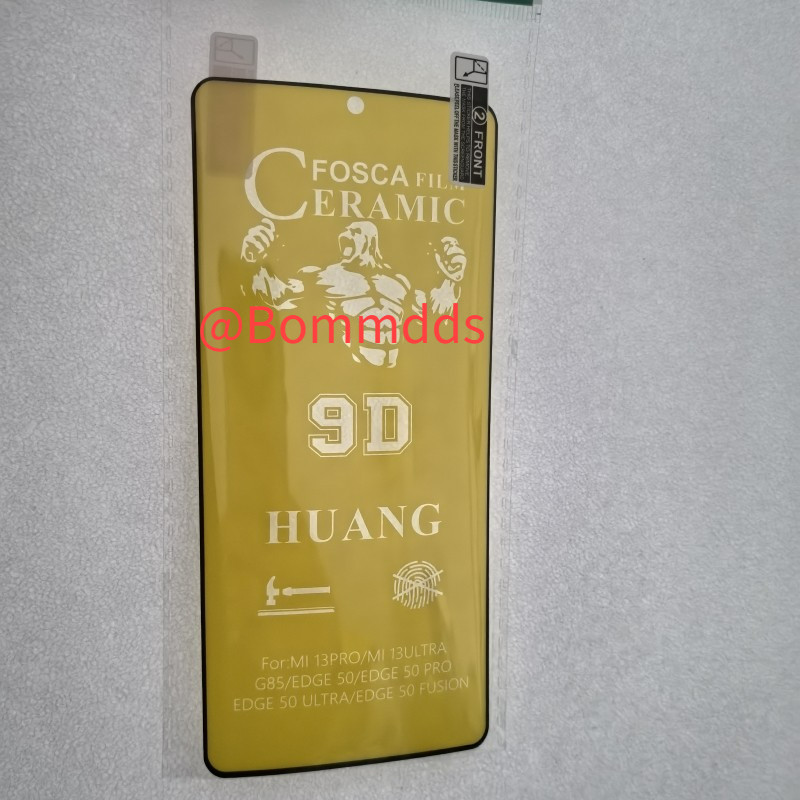 FOSCA FILM
CERAMIC
@Bommdds
9D
HUANG
For:MI 13PRO/MI 13ULTRA
G85/EDGE 50/EDGE 50 PRO
EDGE 50 ULTRA/EDGE 50 FUSION
2 FRONT